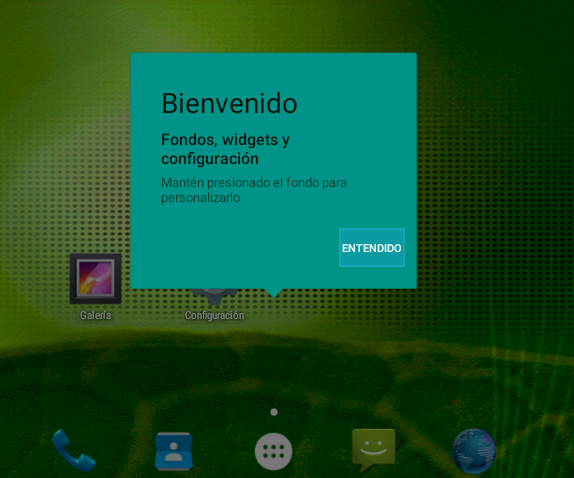 Bienvenido
Fondos, widgets y
configuración
Mantén presionado el fondo para
personalizarlo
ENTENDIDO
Galería
Configuración